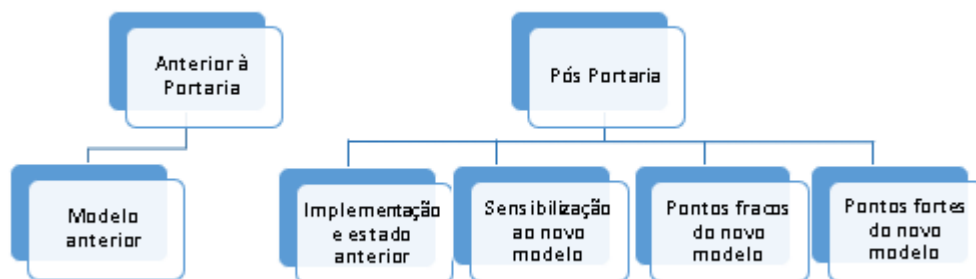 Anterior à
Portaria
Pós Portaria
Modelo
anterior
Implementação
e estado
anterior
Sensibilização
ao novo
modelo
Pontos fracos
do novo
modelo
Pontos fortes
do novo
modelo